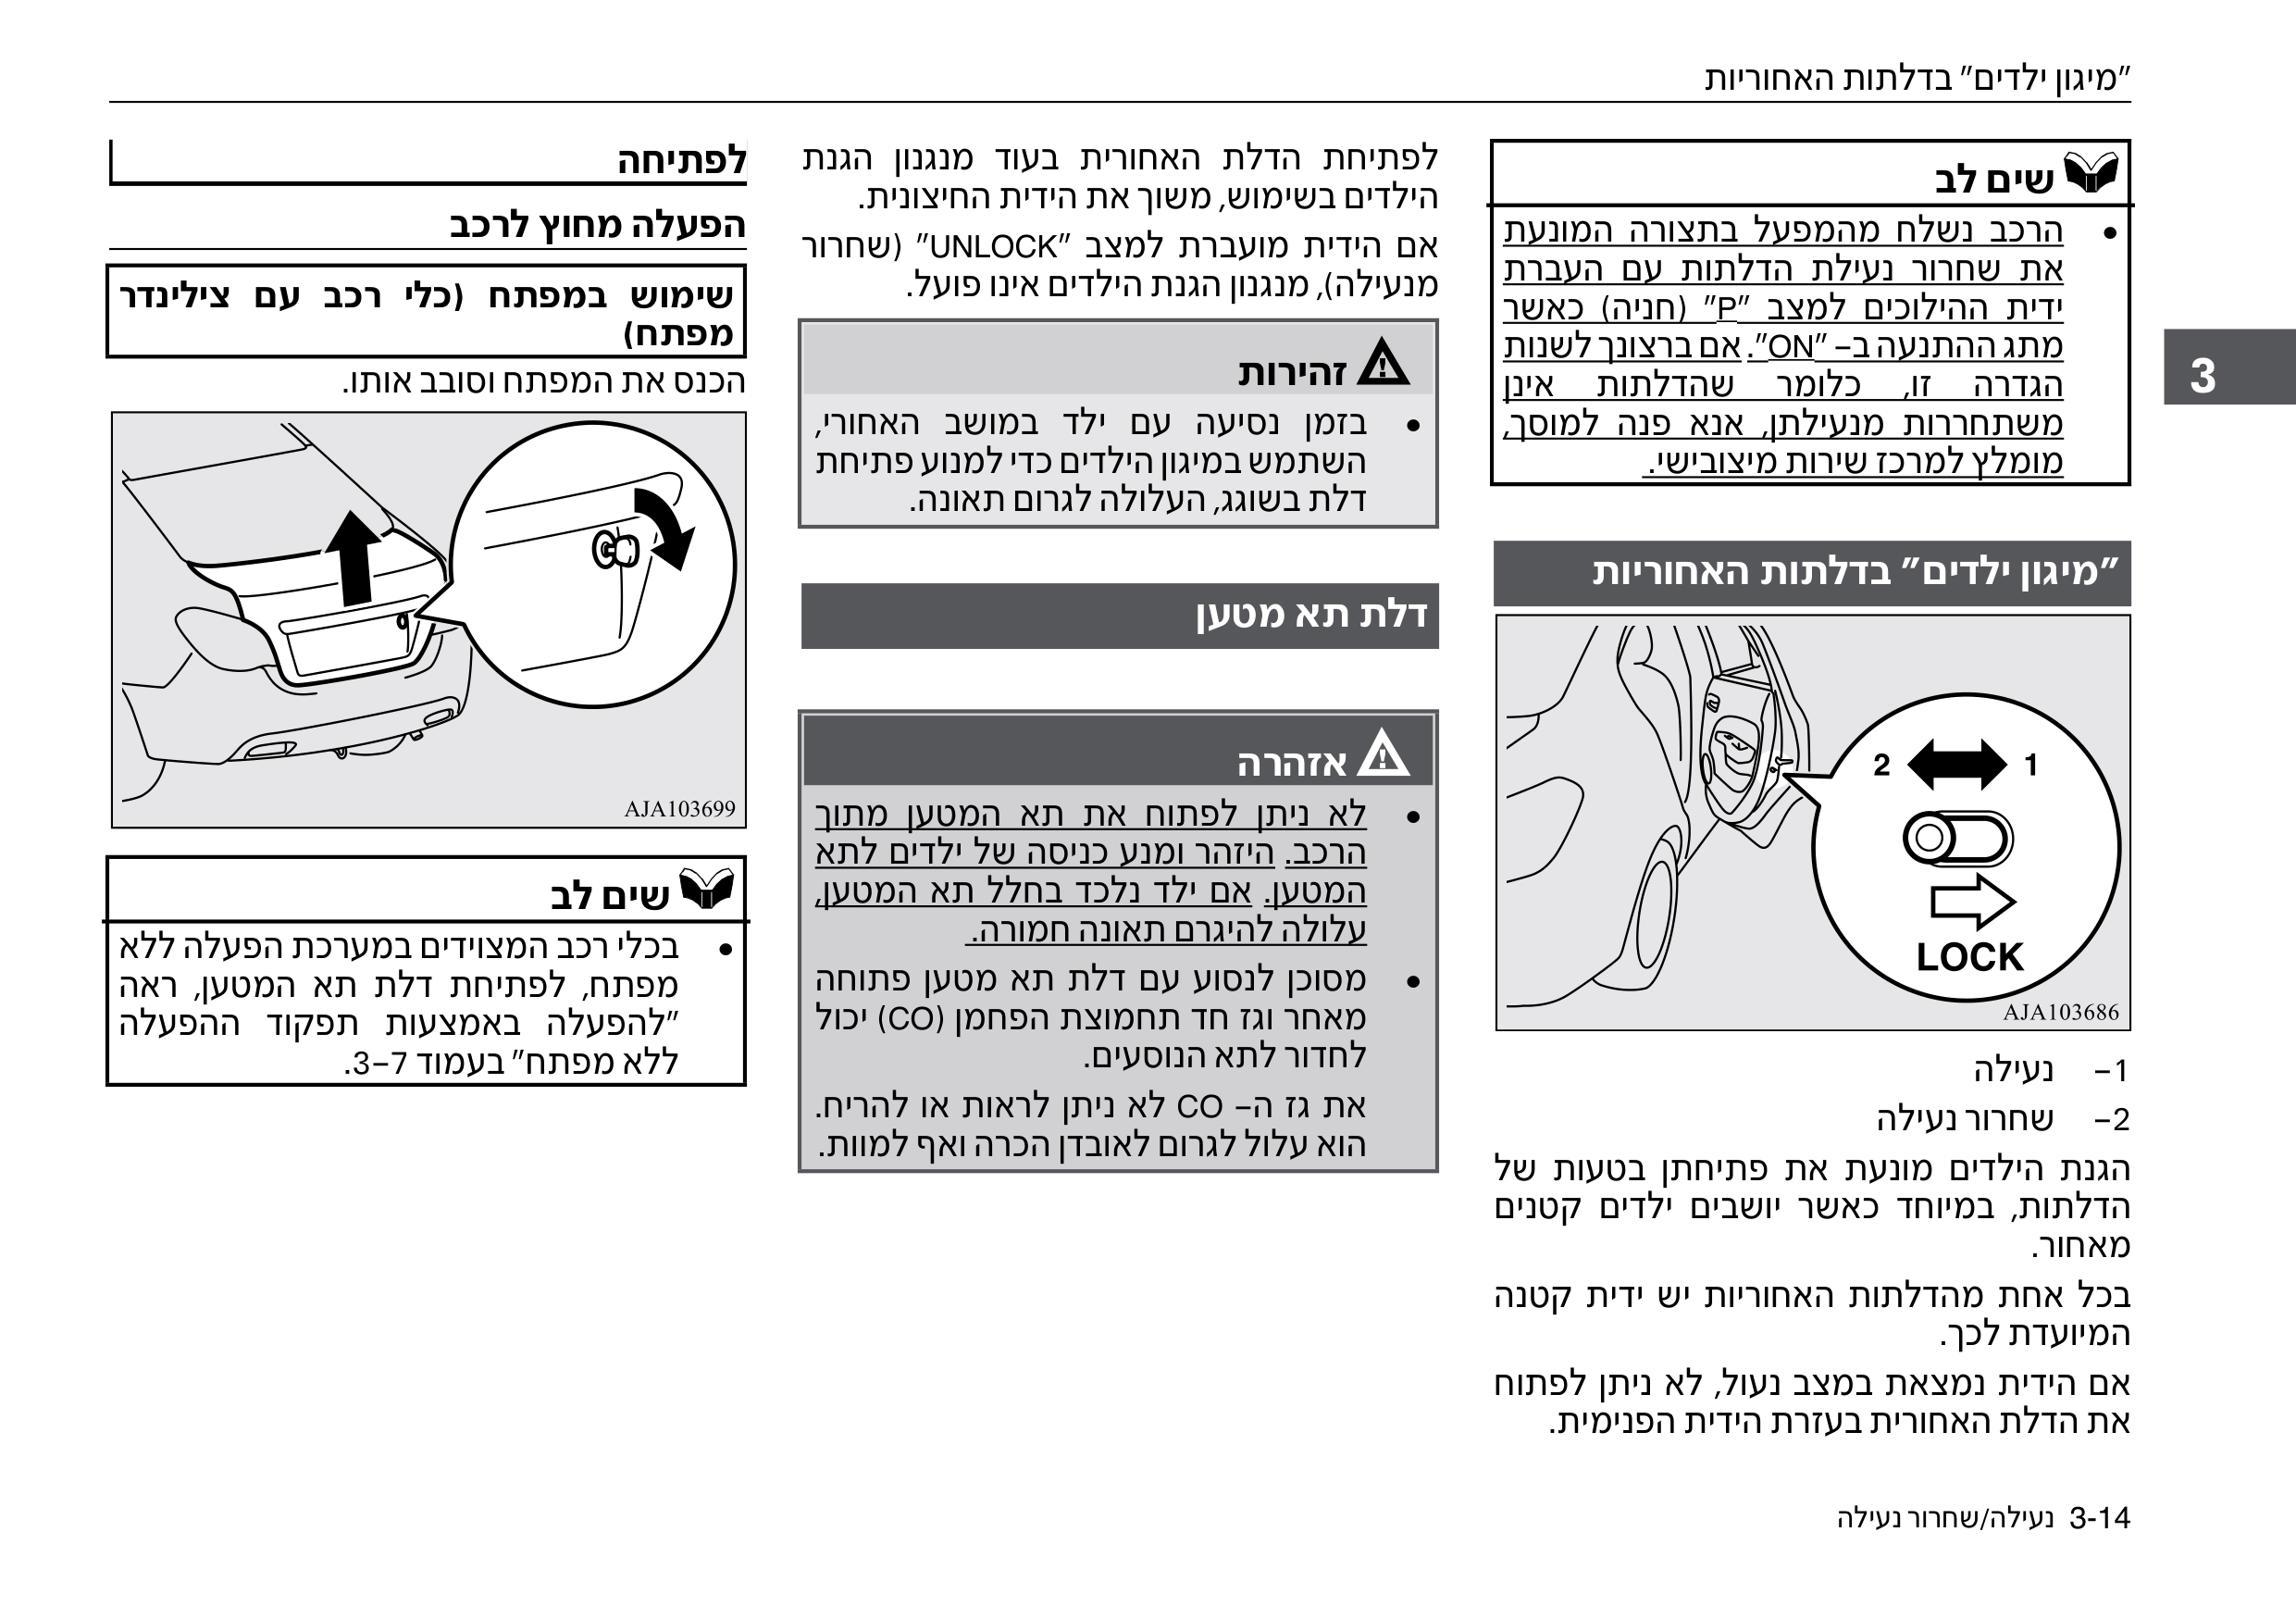 "מיגון ילדים" בדלתות האחוריות
שים לב
• הרכב נשלח מהמפעל בתצורה המונעת
את שחרור נעילת הדלתות עם העברת
ידית ההילוכים למצב "P" (חניה) כאשר
מתג ההתנעה ב– "ON". אם ברצונך לשנות
הגדרה זו, כלומר שהדלתות אינן
משתחררות מנעילתן, אנא פנה למוסך,
מומלץ למרכז שירות מיצובישי.
"מיגון ילדים" בדלתות האחוריות
2 1
LOCK
AJA103686
1– נעילה
2– שחרור נעילה
הגנת הילדים מונעת את פתיחתן בטעות של
הדלתות, במיוחד כאשר יושבים ילדים קטנים
מאחור.
בכל אחת מהדלתות האחוריות יש ידית קטנה
המיועדת לכך.
אם הידית נמצאת במצב נעול, לא ניתן לפתוח
את הדלת האחורית בעזרת הידית הפנימית.
לפתיחת הדלת האחורית בעוד מנגנון הגנת
הילדים בשימוש, משוך את הידית החיצונית.
אם הידית מועברת למצב "UNLOCK" (שחרור
מנעילה), מנגנון הגנת הילדים אינו פועל.
זהירות
• בזמן נסיעה עם ילד במושב האחורי,
השתמש במיגון הילדים כדי למנוע פתיחת
דלת בשוגג, העלולה לגרום תאונה.
דלת תא מטען
אזהרה
• לא ניתן לפתוח את תא המטען מתוך
הרכב. היזהר ומנע כניסה של ילדים לתא
המטען. אם ילד נלכד בחלל תא המטען,
עלולה להיגרם תאונה חמורה.
• מסוכן לנסוע עם דלת תא מטען פתוחה
מאחר וגז חד תחמוצת הפחמן (CO) יכול
לחדור לתא הנוסעים.
את גז ה– CO לא ניתן לראות או להריח.
הוא עלול לגרום לאובדן הכרה ואף למוות.
לפתיחה
הפעלה מחוץ לרכב
שימוש במפתח (כלי רכב עם צילינדר
מפתח)
הכנס את המפתח וסובב אותו.
AJA103699
שים לב
• בכלי רכב המצוידים במערכת הפעלה ללא
מפתח, לפתיחת דלת תא המטען, ראה
"להפעלה באמצעות תפקוד ההפעלה
ללא מפתח" בעמוד 3–7.
3
3-14 נעילה/שחרור נעילה